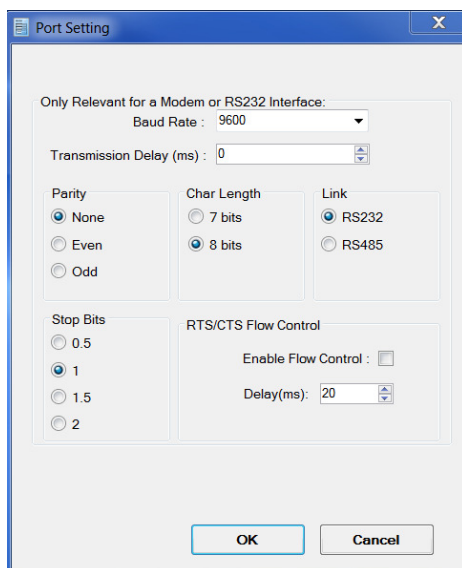 Port Setting
X
Only Relevant for a Modem or RS232 Interface:
Baud Rate : 9600
Transmission Delay (ms) : 0
Parity
None
Even
Odd
Char Length
7 bits
8 bits
Link
RS232
RS485
Stop Bits
0.5
1
1.5
2
RTS/CTS Flow Control
Enable Flow Control :
Delay(ms): 20
OK
Cancel